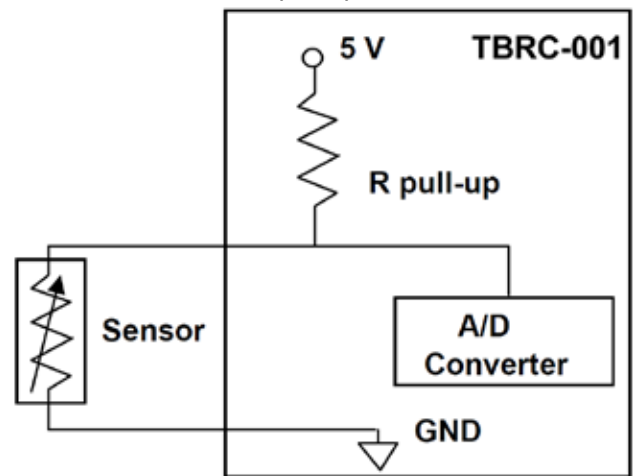 5 V
TBRC-001
R pull-up
Sensor
A/D
Converter
GND